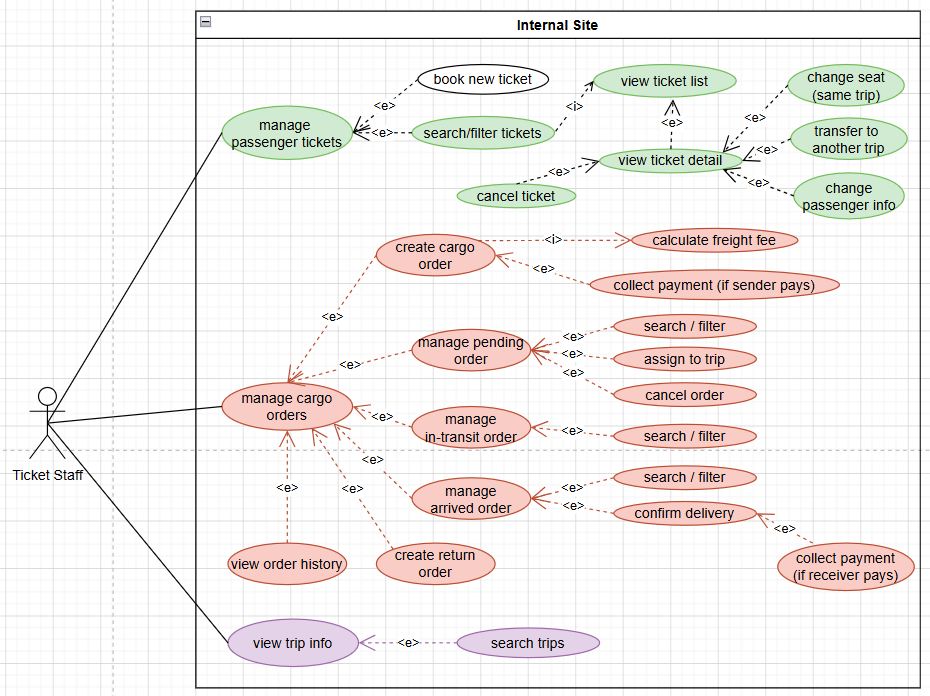 Internal Site
book new ticket
view ticket list
change seat
(same trip)
<e>
<i>
<e>
<e>
manage
passenger tickets
<e>
search/filter tickets
transfer to
another trip
<e>
view ticket detail
<e>
<e>
cancel ticket
change
passenger info
create cargo
order
<i>
calculate freight fee
<e>
collect payment (if sender pays)
<e>
search / filter
<e>
manage pending
order
<e>
assign to trip
<e>
<e>
cancel order
manage cargo
orders
<e>
manage
in-transit order
<e>
search / filter
Ticket Staff
<e>
search / filter
<e>
<e>
<e>
manage
arrived order
<e>
confirm delivery
<e>
view order history
create return
order
collect payment
(if receiver pays)
view trip info
<e>
search trips